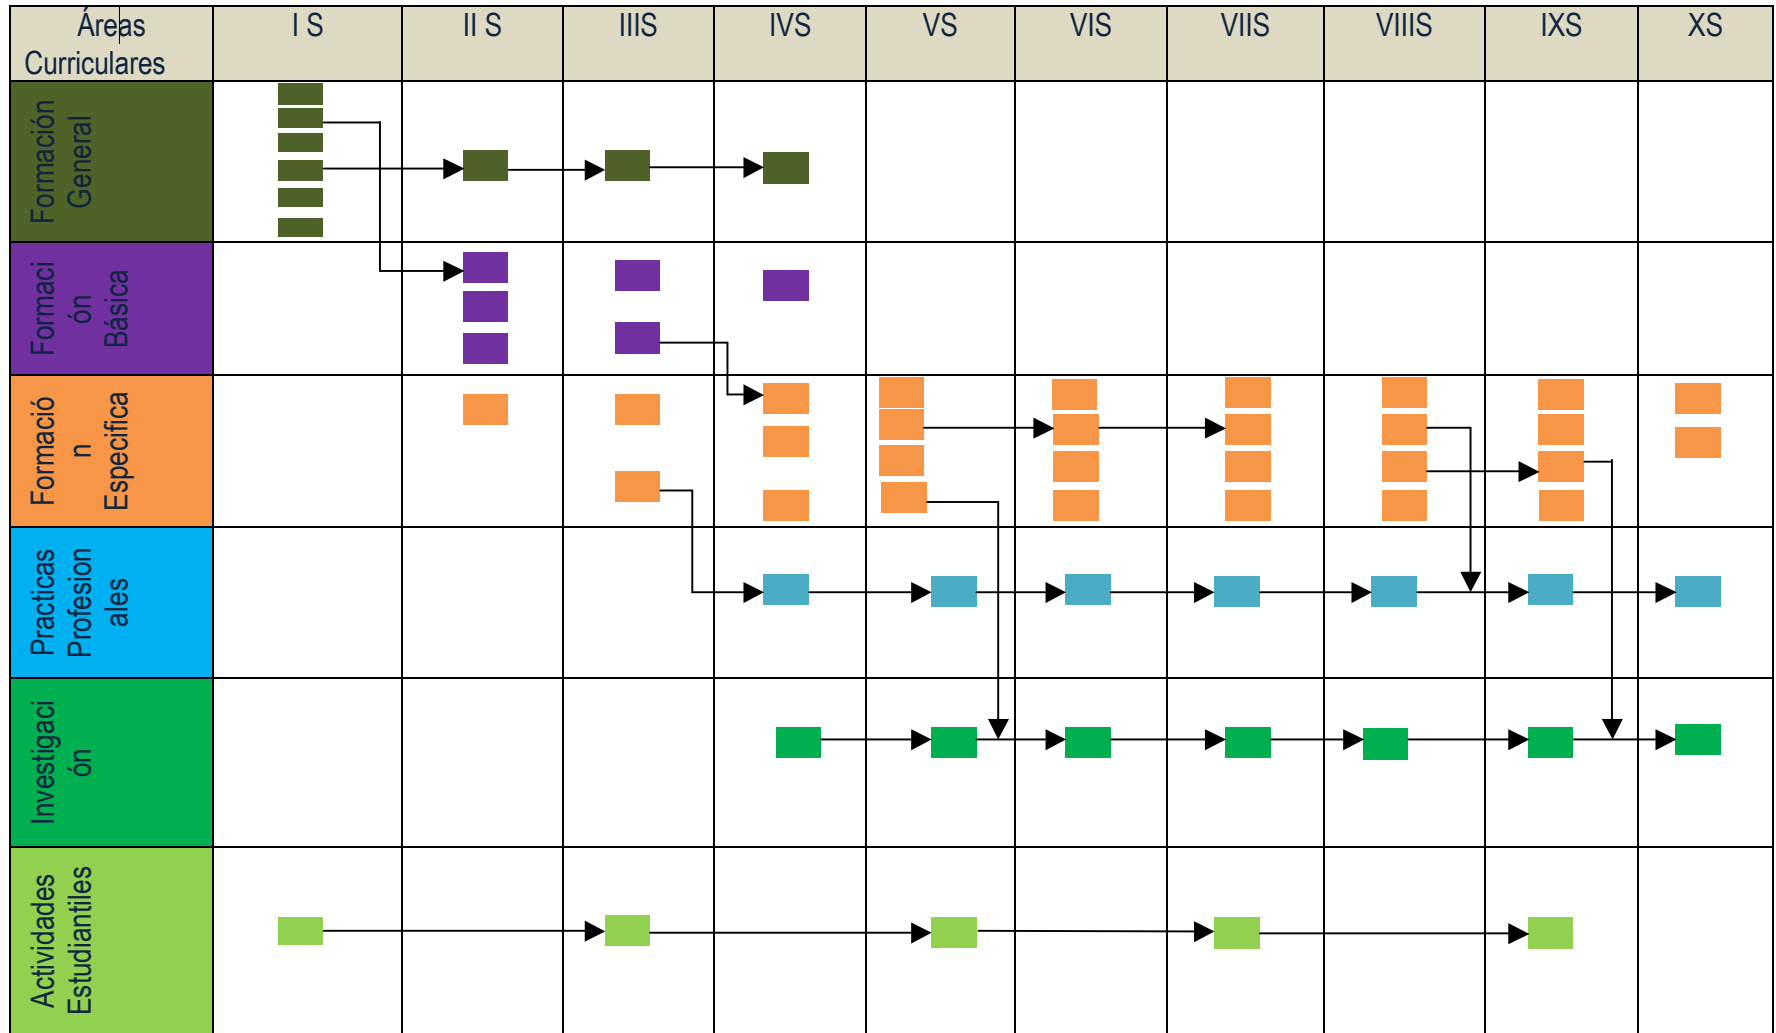 Áreas
Curriculares
I S
II S
IIIS
IVS
VS
VIS
VIIS
VIIIS
IXS
XS
Formación
General
Formaci
ón
Básica
Formació
n
Especifica
Practicas
Profesion
ales
Investigaci
ón
Actividades
Estudiantiles